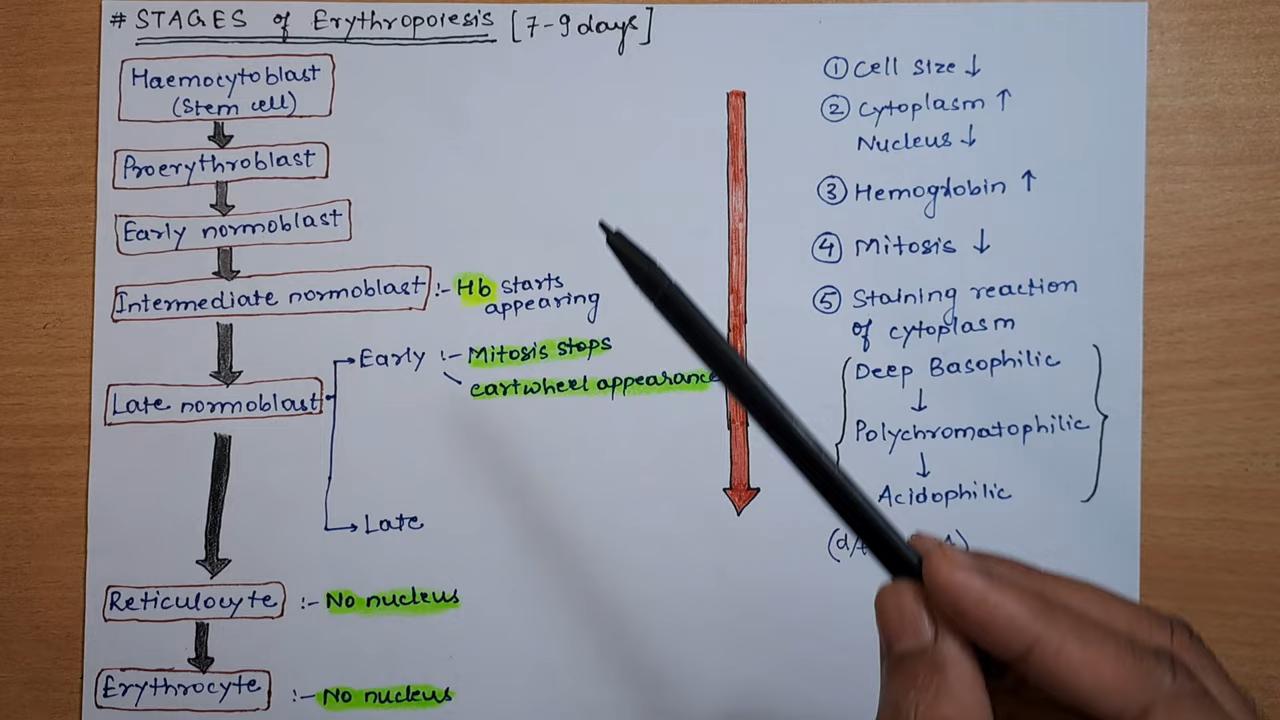 # STAGES of Erythropoiesis [7-9 days]
Haemocytoblast
(Stem cell)
Proerythroblast
Early normoblast
Intermediate normoblast :- Hb starts
appearing
Late normoblast
Early :- Mitosis stops
cartwheel appearance
Late
Reticulocyte :- No nucleus
Erythrocyte :- No nucleus
① Cell size ↓
② Cytoplasm ↑
Nucleus ↓
③ Hemoglobin ↑
④ Mitosis ↓
⑤ Staining reaction
of cytoplasm
Deep Basophilic
↓
Polychromatophilic
↓
Acidophilic